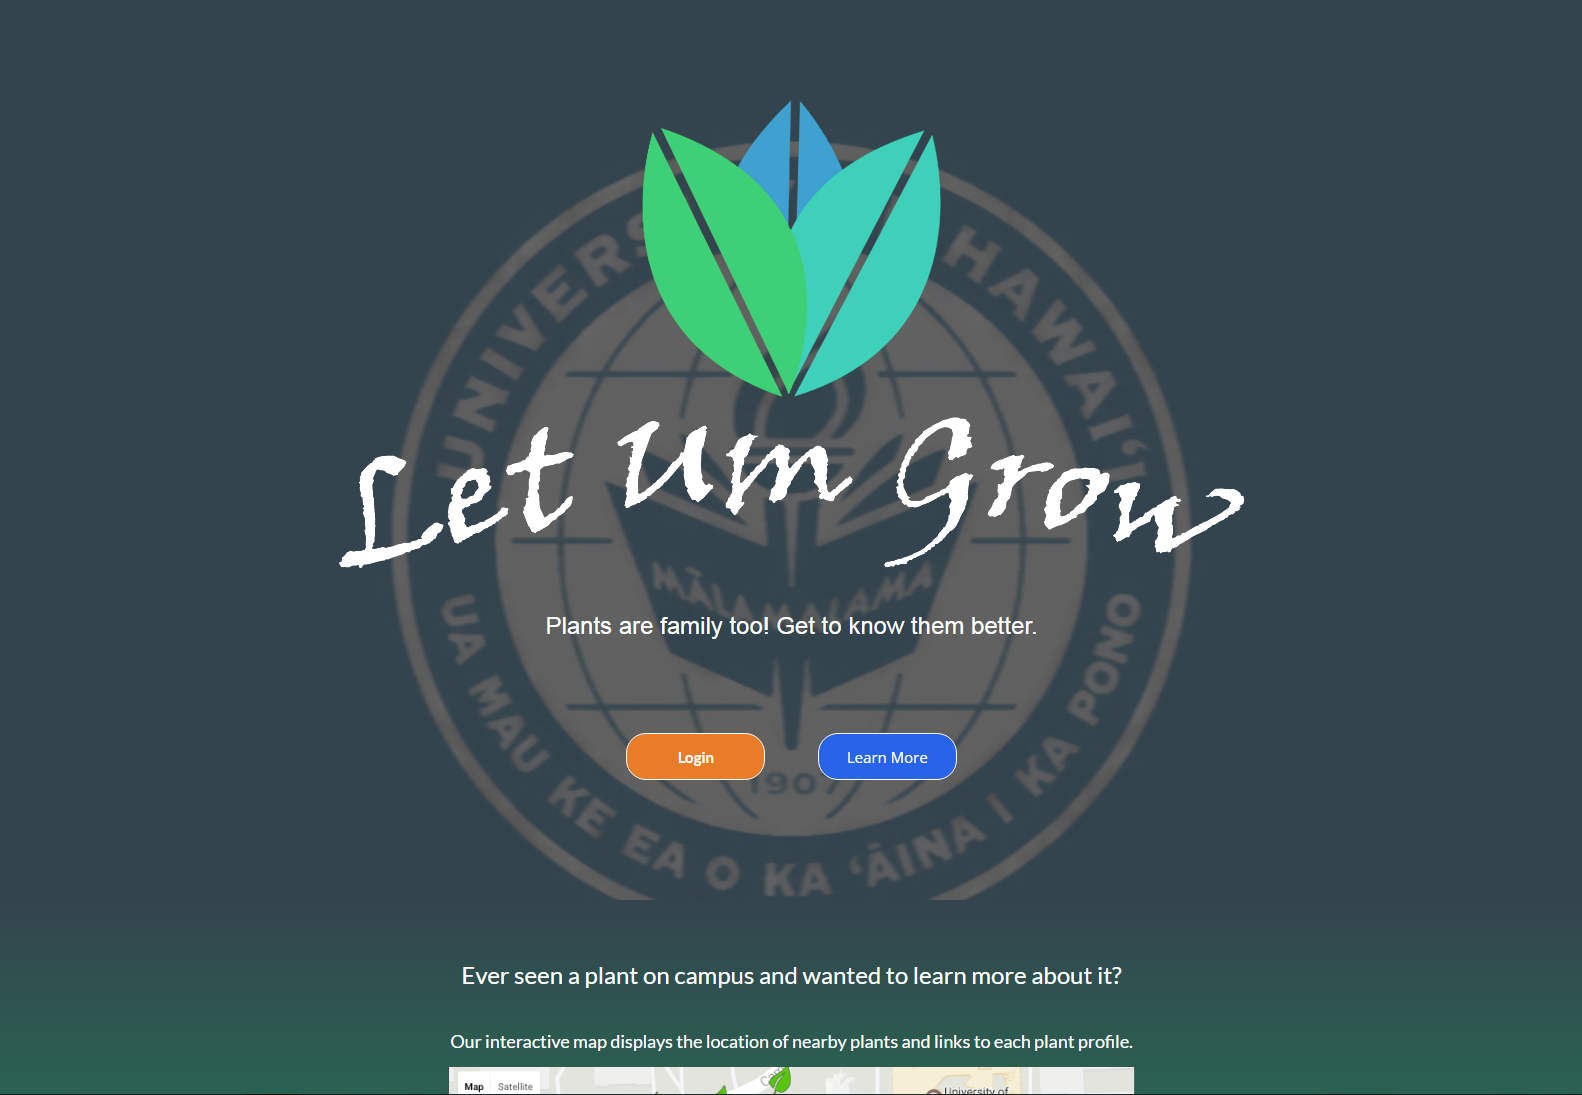 UNIVERS HAWAIʻI
Let Um Grow
MĀLAMALAMA
Plants are family too! Get to know them better.
Login
Learn More
1907
UA MAU KE EA O KA ʻĀINA I KA PONO
Ever seen a plant on campus and wanted to learn more about it?
Our interactive map displays the location of nearby plants and links to each plant profile.
Map
Satellite
Cam
University of